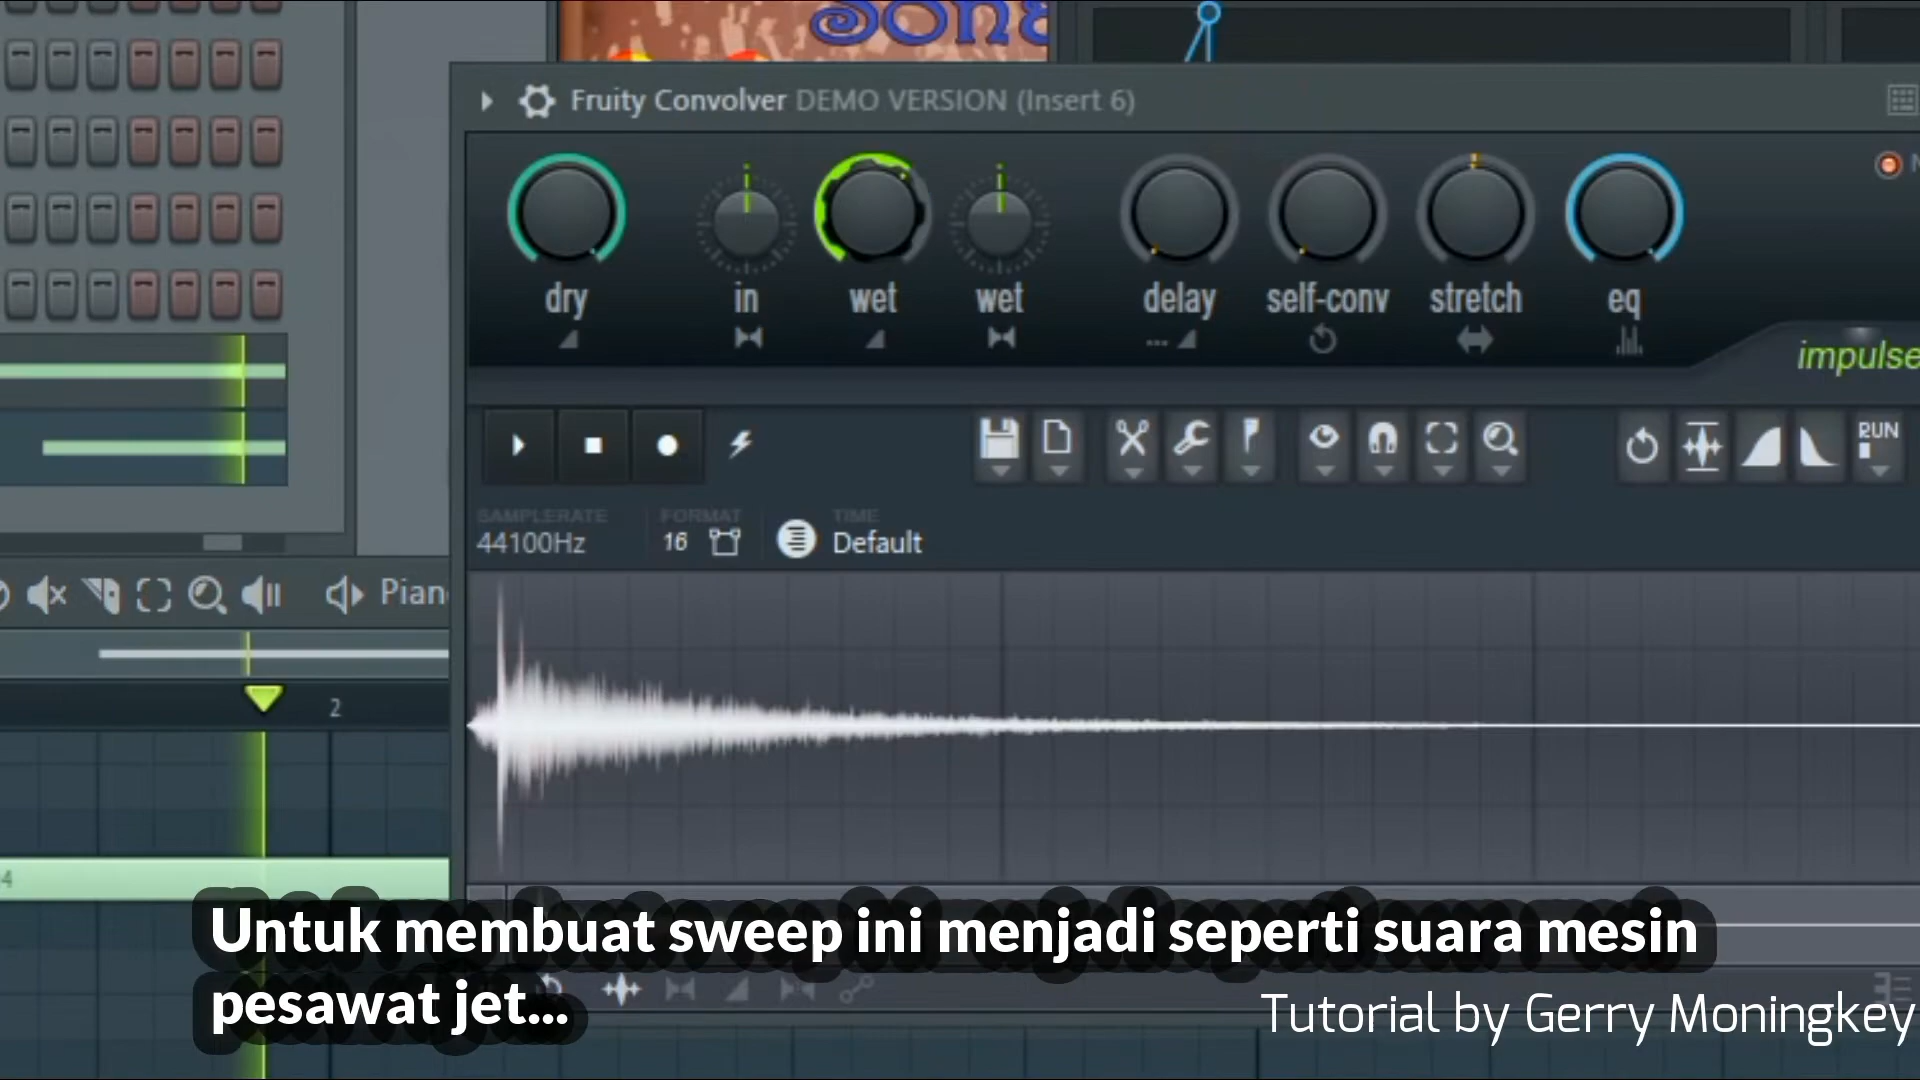 Fruity Convolver DEMO VERSION (Insert 6)
dry in wet wet delay self-conv stretch eq
impulse
RUN
SAMPLERATE FORMAT TIME
44100Hz 16 Default
2
4
Untuk membuat sweep ini menjadi seperti suara mesin
pesawat jet...
Tutorial by Gerry Moningkey